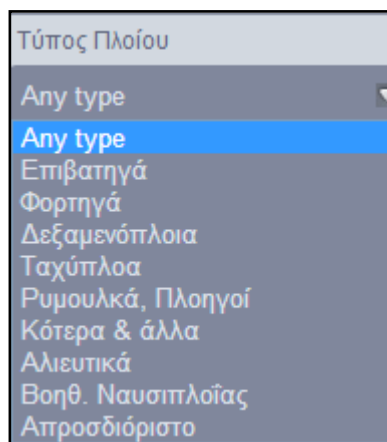 Τύπος Πλοίου
Any type
Any type
Επιβατηγά
Φορτηγά
Δεξαμενόπλοια
Ταχύπλοα
Ρυμουλκά, Πλοηγοί
Κότερα & άλλα
Αλιευτικά
Βοηθ. Ναυσιπλοΐας
Απροσδιόριστο